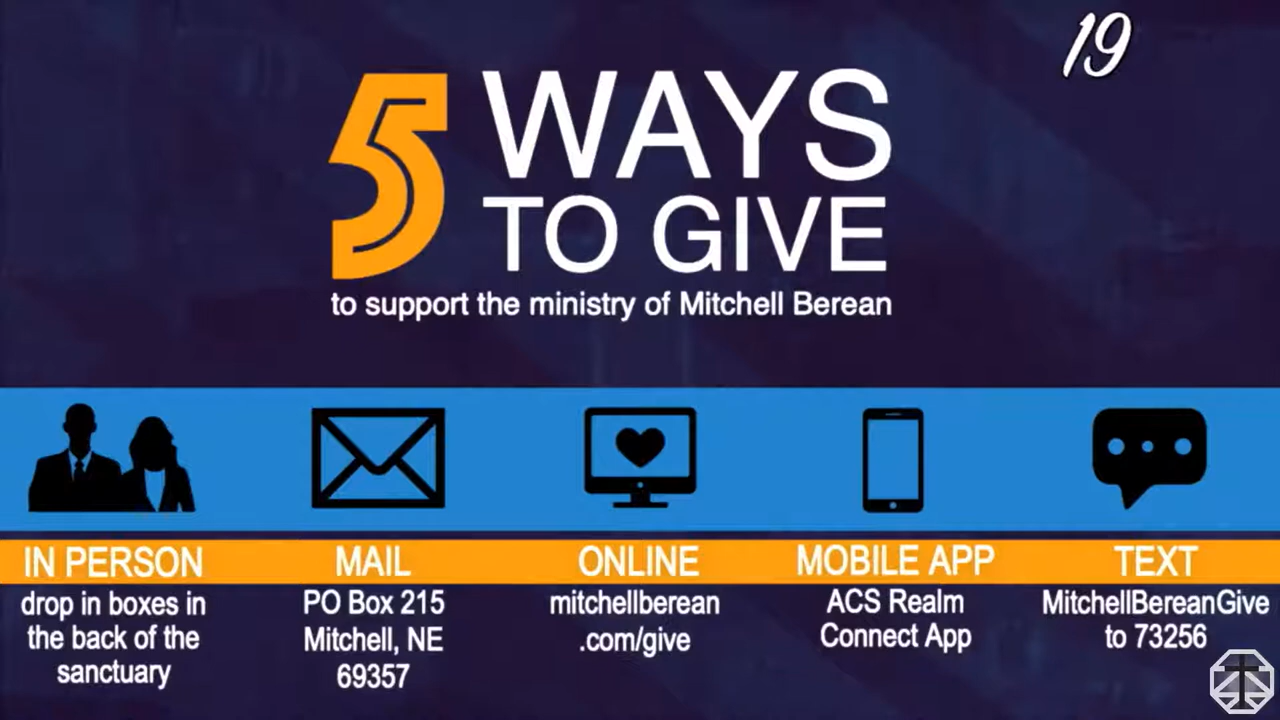 19
5 WAYS
TO GIVE
to support the ministry of Mitchell Berean
IN PERSON
drop in boxes in
the back of the
sanctuary
MAIL
PO Box 215
Mitchell, NE
69357
ONLINE
mitchellberean
.com/give
MOBILE APP
ACS Realm
Connect App
TEXT
MitchellBereanGive
to 73256